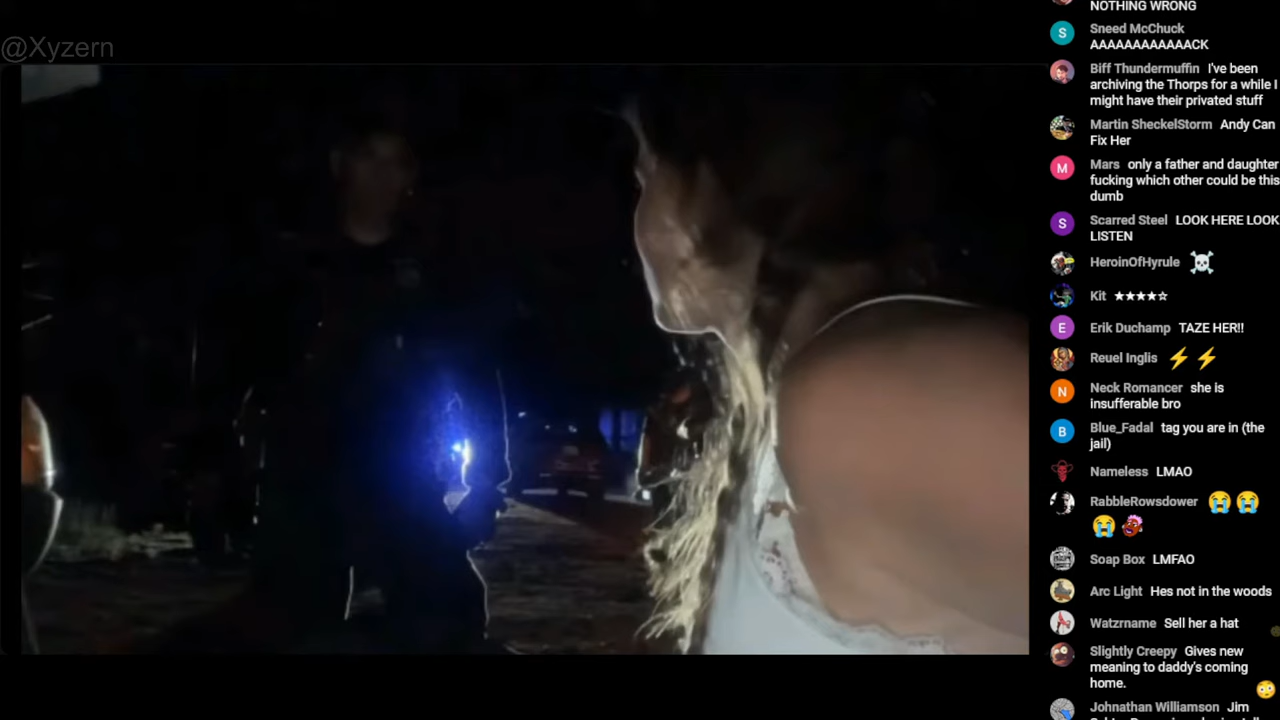 @Xyzern
NOTHING WRONG
Sneed McChuck
AAAAAAAAAAAACK
Biff Thundermuffin I've been
archiving the Thorps for a while I
might have their privated stuff
Martin SheckelStorm Andy Can
Fix Her
Mars only a father and daughter
fucking which other could be this
dumb
Scarred Steel LOOK HERE LOOK
LISTEN
HeroinOfHyrule
Kit ★★★★☆
Erik Duchamp TAZE HER!!
Reuel Inglis
Neck Romancer she is
insufferable bro
Blue_Fadal tag you are in (the
jail)
Nameless LMAO
RabbleRowsdower
Soap Box LMFAO
Arc Light Hes not in the woods
Watzrname Sell her a hat
Slightly Creepy Gives new
meaning to daddy's coming
home.
Johnathan Williamson Jim